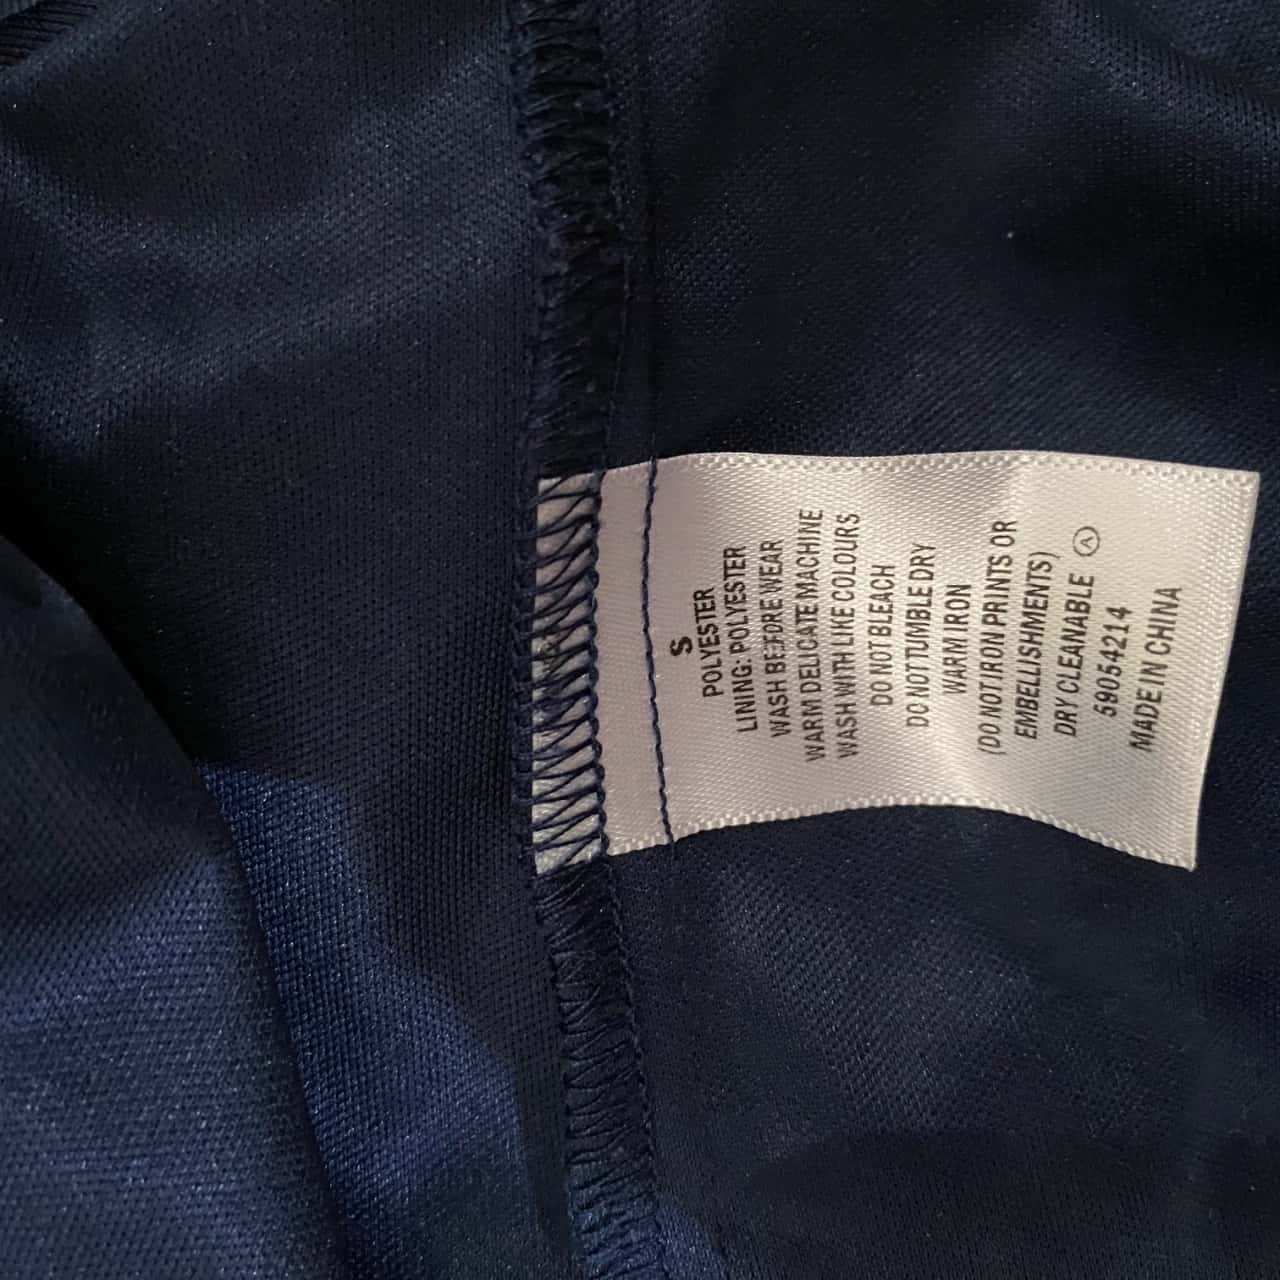 S
POLYESTER
LINING: POLYESTER
WASH BEFORE WEAR
WARM DELICATE MACHINE
WASH WITH LIKE COLOURS
DO NOT BLEACH
DO NOT TUMBLE DRY
WARM IRON
(DO NOT IRON PRINTS OR
EMBELLISHMENTS)
DRY CLEANABLE Ⓐ
59054214
MADE IN CHINA